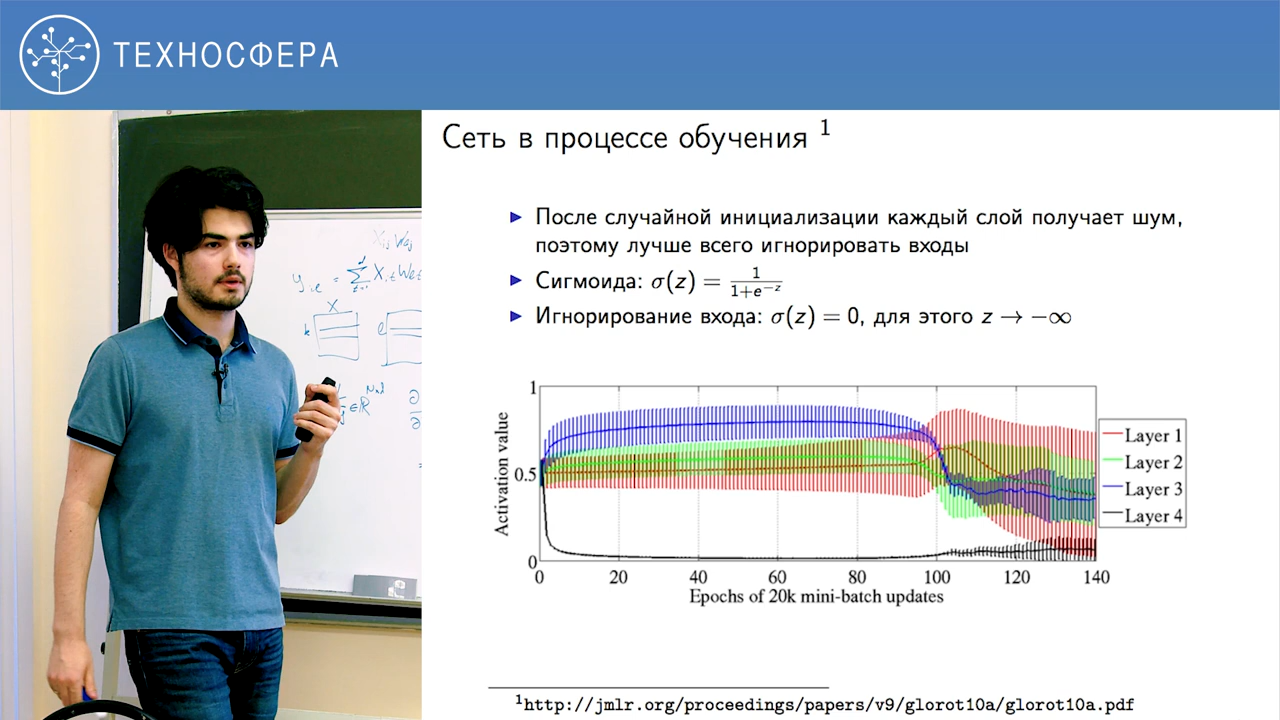 ТЕХНОСФЕРА
Сеть в процессе обучения 1
▶ После случайной инициализации каждый слой получает шум,
поэтому лучше всего игнорировать входы
▶ Сигмоида: σ(z) = 1/(1+e^{-z})
▶ Игнорирование входа: σ(z) = 0, для этого z → −∞
1
0.5
0
Activation value
0 20 40 60 80 100 120 140
Epochs of 20k mini-batch updates
Layer 1
Layer 2
Layer 3
Layer 4
1http://jmlr.org/proceedings/papers/v9/glorot10a/glorot10a.pdf
X
k